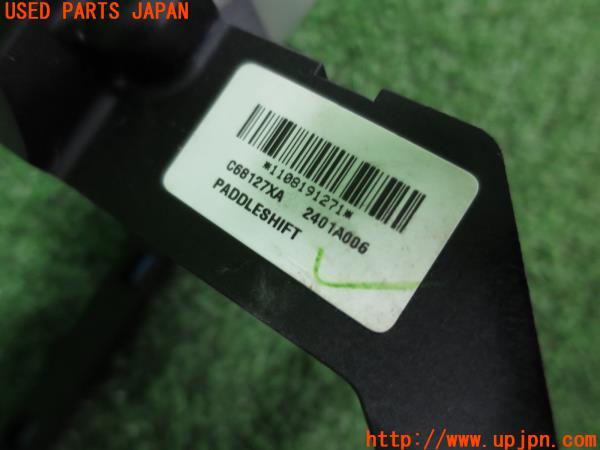 USED PARTS JAPAN
*1108191271*
C68127XA 2401A006
PADDLESHIFT
http://www.upjpn.com/